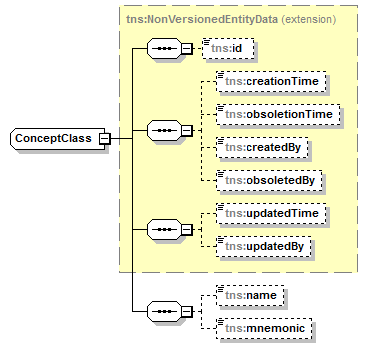 tns:NonVersionedEntityData (extension)
tns:id
tns:creationTime
tns:obsoletionTime
ConceptClass
tns:createdBy
tns:obsoletedBy
tns:updatedTime
tns:updatedBy
tns:name
tns:mnemonic